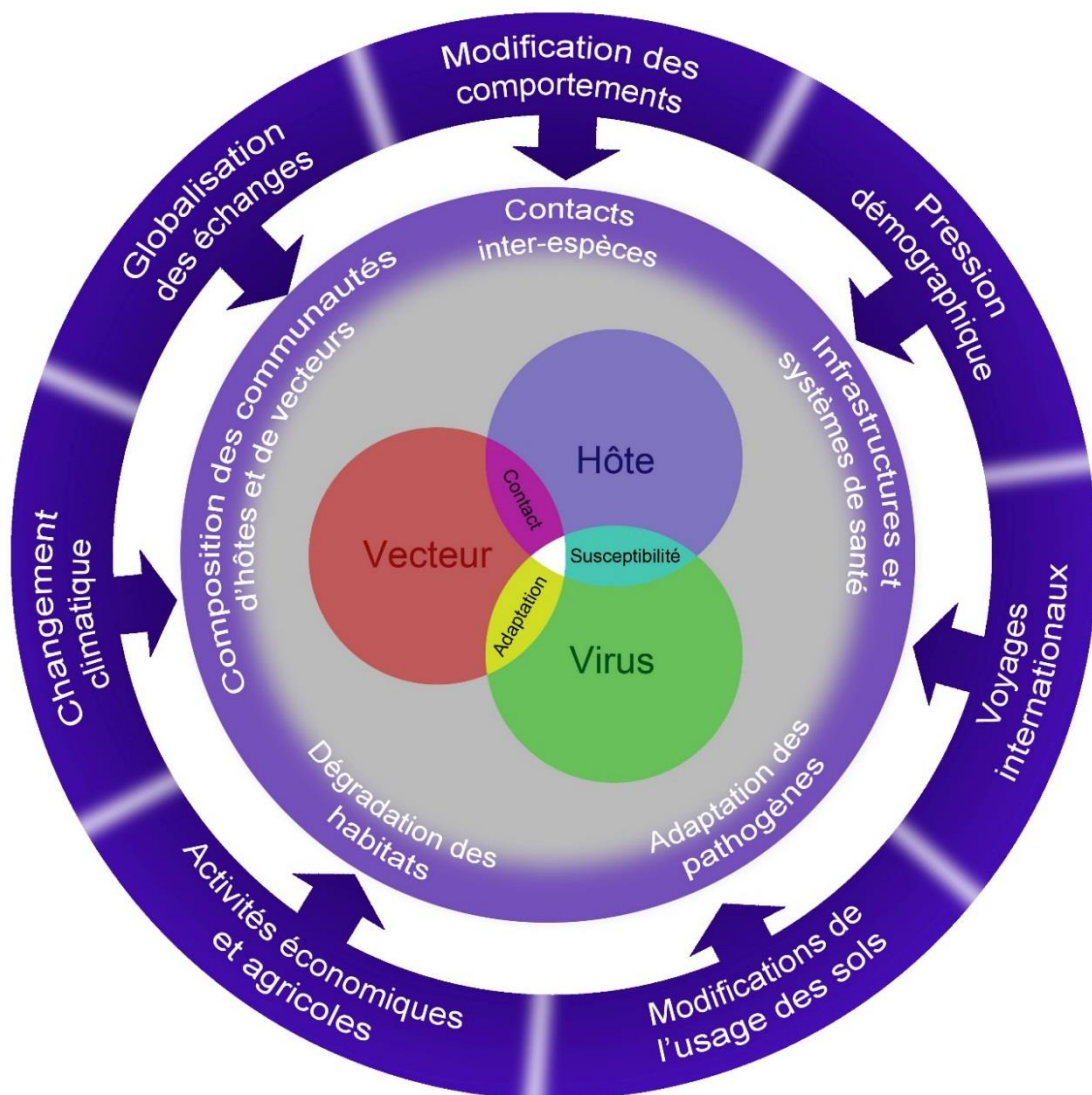 Modification des
comportements
Pression
démographique
Voyages
internationaux
Modifications de
l'usage des sols
Activités économiques
et agricoles
Changement
climatique
Globalisation
des échanges
Contacts
inter-espèces
Infrastructures et
systèmes de santé
Adaptation des
pathogènes
Dégradation des
habitats
Composition des communautés
d'hôtes et de vecteurs
Hôte
Contact
Vecteur
Susceptibilité
Adaptation
Virus